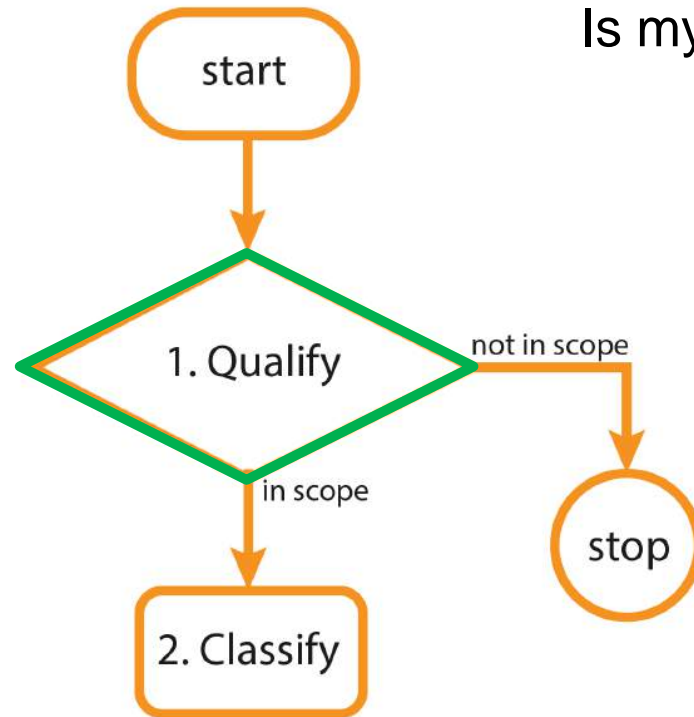 Is my
start
1. Qualify
not in scope
in scope
stop
2. Classify